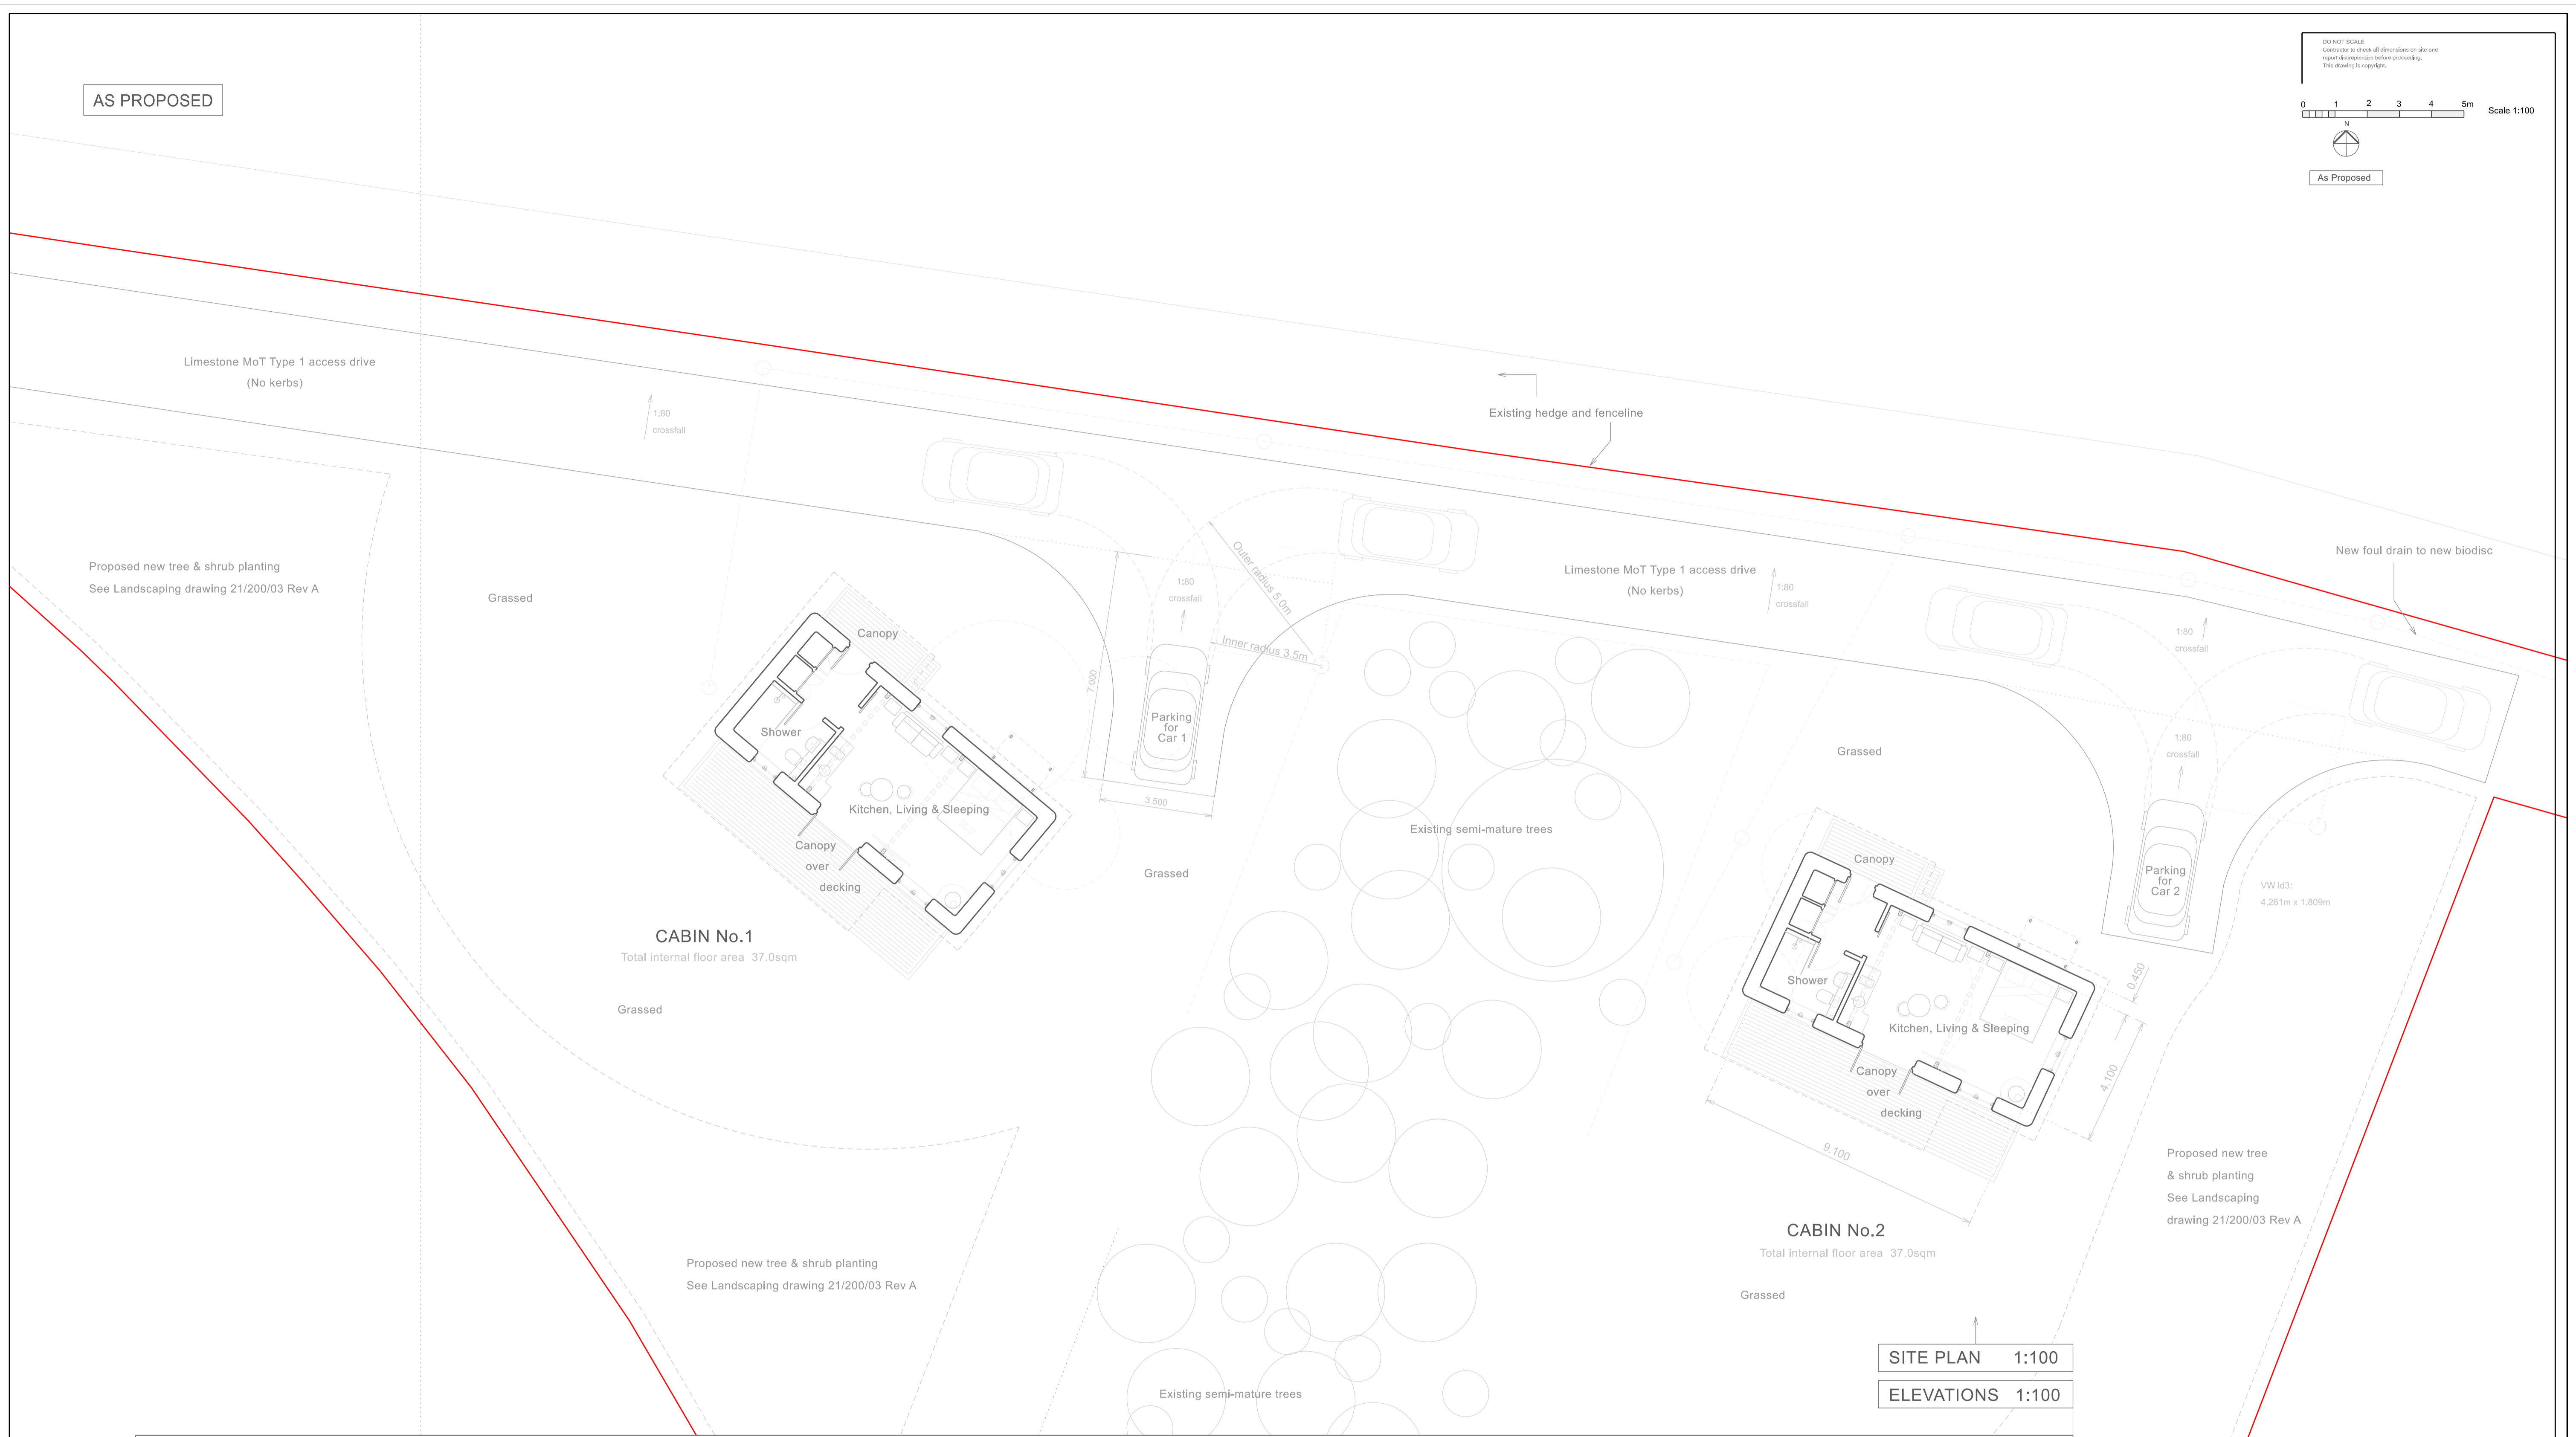 DO NOT SCALE
Contractor to check all dimensions on site and
report discrepancies before proceeding.
This drawing is copyright.
AS PROPOSED
0 1 2 3 4 5m
Scale 1:100
N
As Proposed
Limestone MoT Type 1 access drive
(No kerbs)
1:80
crossfall
Existing hedge and fenceline
New foul drain to new biodisc
Proposed new tree & shrub planting
See Landscaping drawing 21/200/03 Rev A
Grassed
Canopy
Shower
Kitchen, Living & Sleeping
Canopy
over
decking
CABIN No.1
Total internal floor area 37.0sqm
Grassed
7.000
3.500
1:80
crossfall
Outer radius 5.0m
Inner radius 3.5m
Parking
for
Car 1
Grassed
Limestone MoT Type 1 access drive
(No kerbs)
1:80
crossfall
Existing semi-mature trees
Grassed
1:80
crossfall
1:80
crossfall
Parking
for
Car 2
VW Id3:
4.261m x 1,809m
Canopy
Shower
Kitchen, Living & Sleeping
Canopy
over
decking
0.450
4.100
9.100
CABIN No.2
Total internal floor area 37.0sqm
Grassed
Proposed new tree
& shrub planting
See Landscaping
drawing 21/200/03 Rev A
Proposed new tree & shrub planting
See Landscaping drawing 21/200/03 Rev A
Existing semi-mature trees
SITE PLAN 1:100
ELEVATIONS 1:100